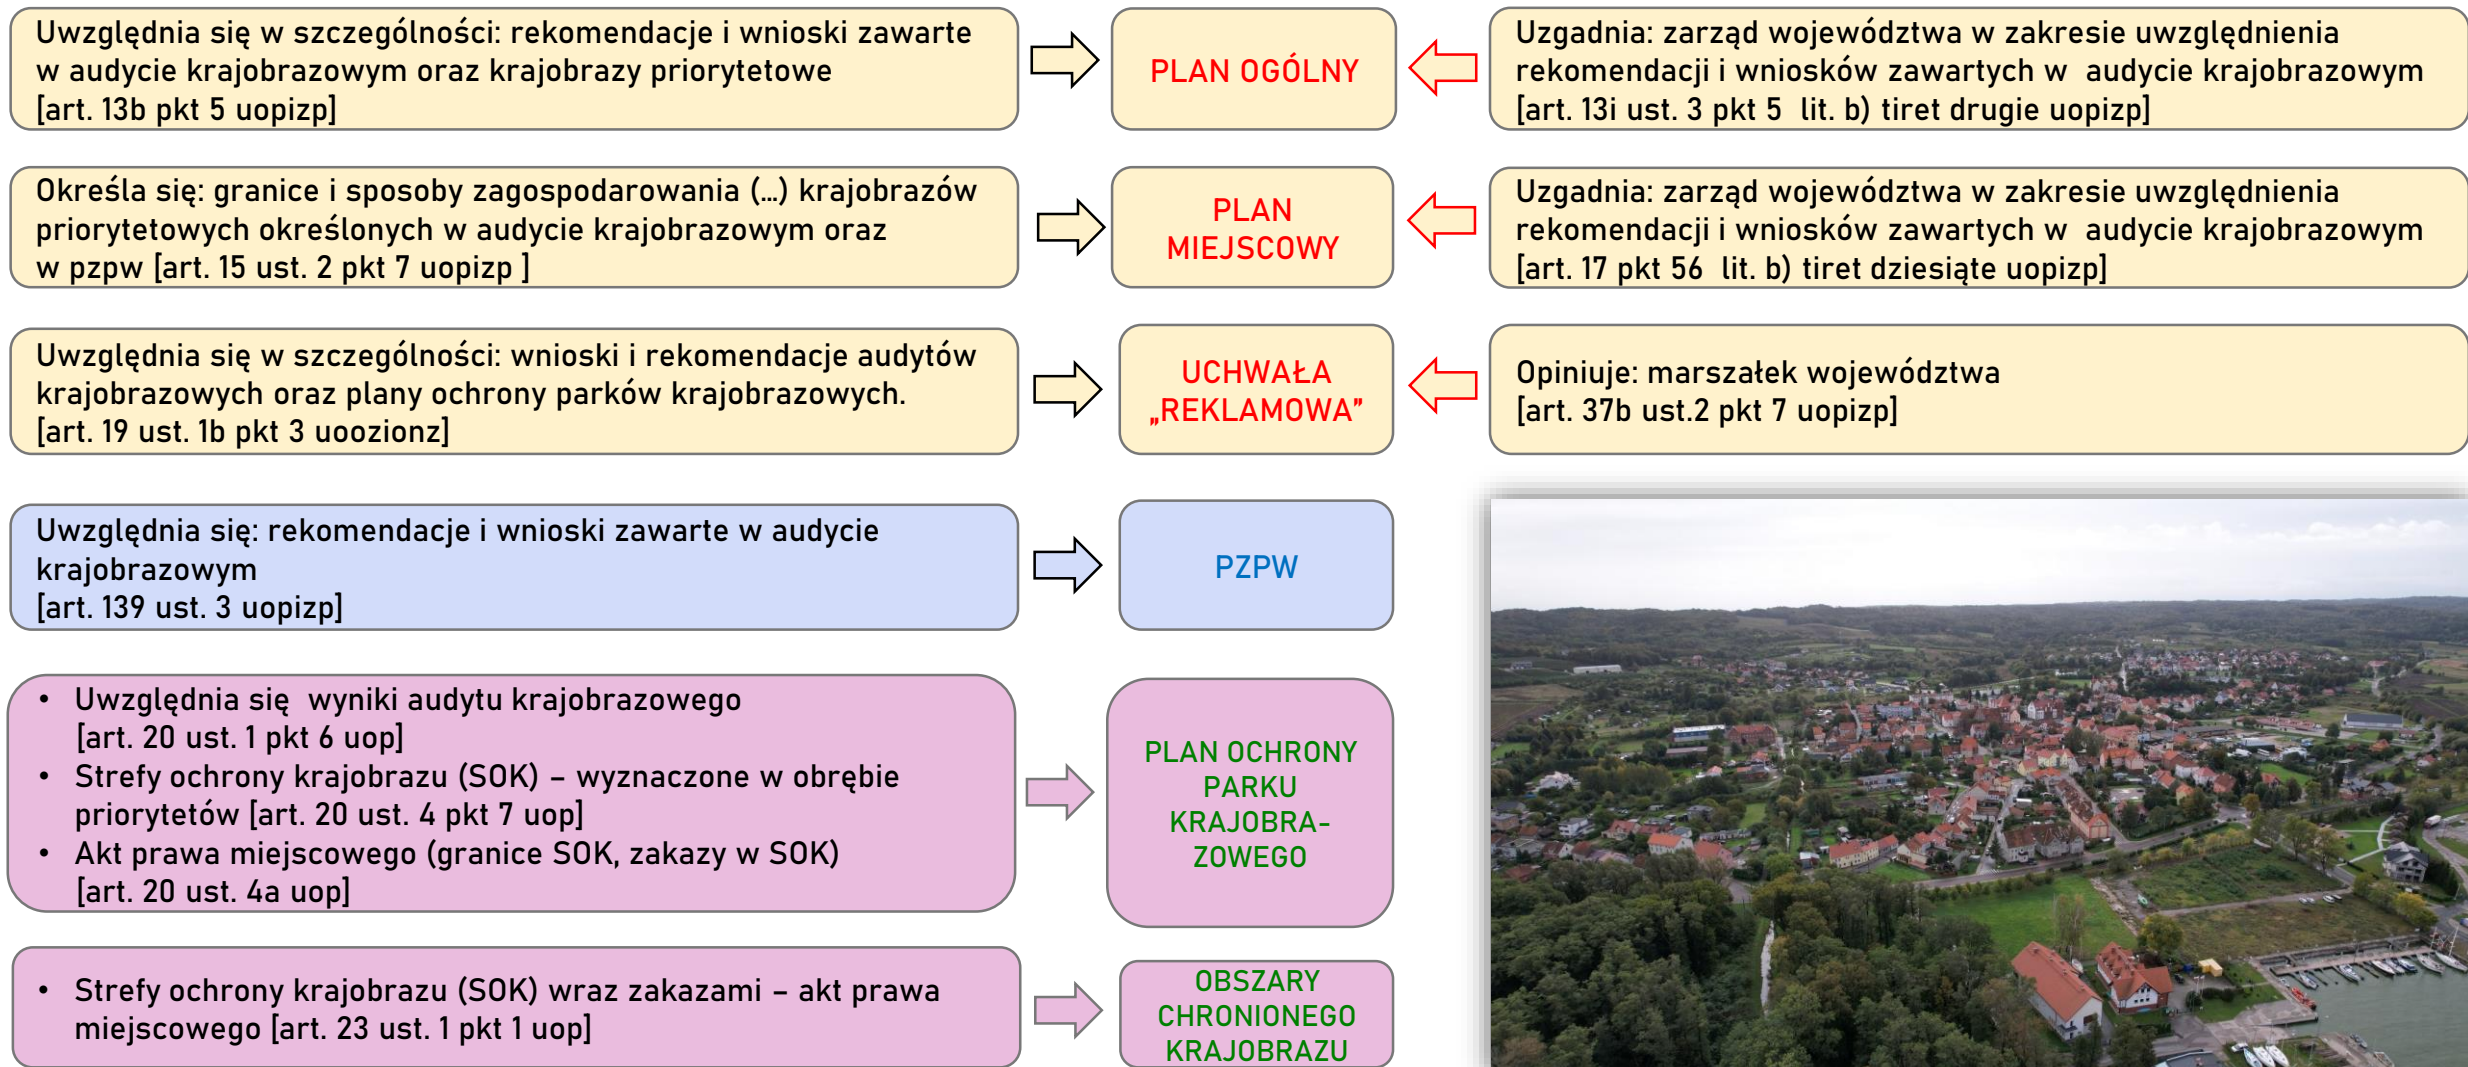 Uwzględnia się w szczególności: rekomendacje i wnioski zawarte
w audycie krajobrazowym oraz krajobrazy priorytetowe
[art. 13b pkt 5 uopizp]
PLAN OGÓLNY
Uzgadnia: zarząd województwa w zakresie uwzględnienia
rekomendacji i wniosków zawartych w audycie krajobrazowym
[art. 13i ust. 3 pkt 5 lit. b) tiret drugie uopizp]
Określa się: granice i sposoby zagospodarowania (…) krajobrazów
priorytetowych określonych w audycie krajobrazowym oraz
w pzpw [art. 15 ust. 2 pkt 7 uopizp ]
PLAN
MIEJSCOWY
Uzgadnia: zarząd województwa w zakresie uwzględnienia
rekomendacji i wniosków zawartych w audycie krajobrazowym
[art. 17 pkt 56 lit. b) tiret dziesiąte uopizp]
Uwzględnia się w szczególności: wnioski i rekomendacje audytów
krajobrazowych oraz plany ochrony parków krajobrazowych.
[art. 19 ust. 1b pkt 3 uoozionz]
UCHWAŁA
„REKLAMOWA”
Opiniuje: marszałek województwa
[art. 37b ust.2 pkt 7 uopizp]
Uwzględnia się: rekomendacje i wnioski zawarte w audycie
krajobrazowym
[art. 139 ust. 3 uopizp]
PZPW
• Uwzględnia się wyniki audytu krajobrazowego
[art. 20 ust. 1 pkt 6 uop]
• Strefy ochrony krajobrazu (SOK) – wyznaczone w obrębie
priorytetów [art. 20 ust. 4 pkt 7 uop]
• Akt prawa miejscowego (granice SOK, zakazy w SOK)
[art. 20 ust. 4a uop]
PLAN OCHRONY
PARKU
KRAJOBRA-
ZOWEGO
• Strefy ochrony krajobrazu (SOK) wraz zakazami – akt prawa
miejscowego [art. 23 ust. 1 pkt 1 uop]
OBSZARY
CHRONIONEGO
KRAJOBRAZU